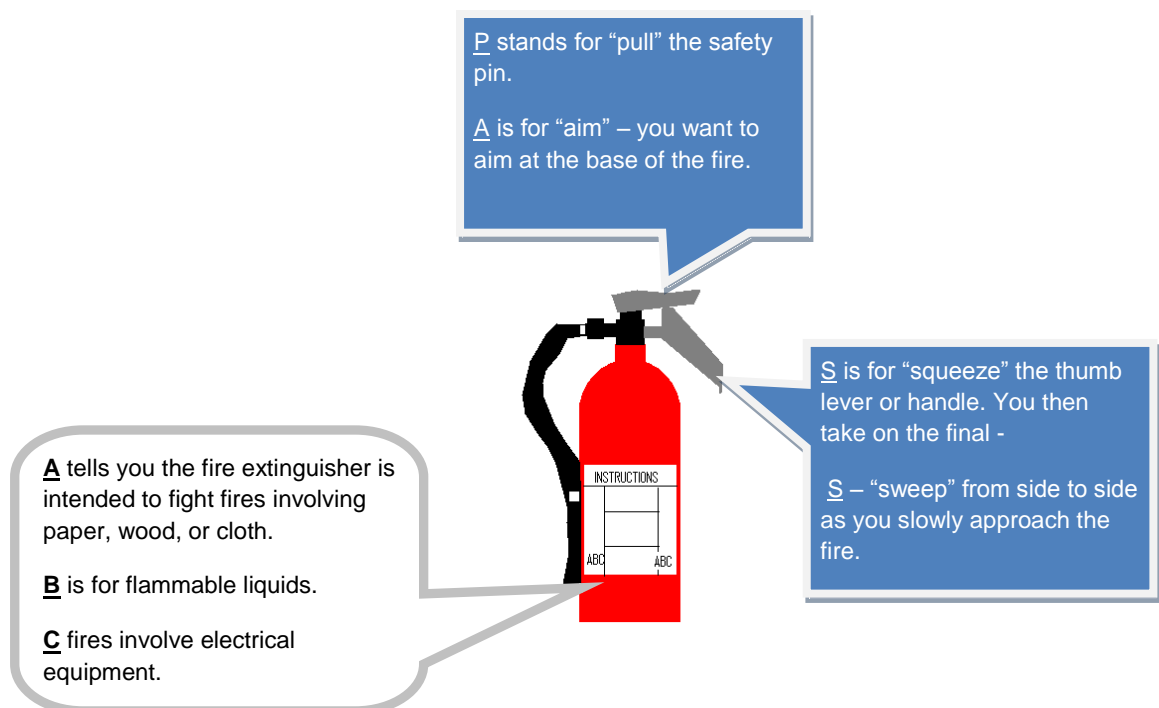 P stands for “pull” the safety
pin.
A is for “aim” – you want to
aim at the base of the fire.
S is for “squeeze” the thumb
lever or handle. You then
take on the final -
S – “sweep” from side to side
as you slowly approach the
fire.
A tells you the fire extinguisher is
intended to fight fires involving
paper, wood, or cloth.
B is for flammable liquids.
C fires involve electrical
equipment.
INSTRUCTIONS
ABC ABC